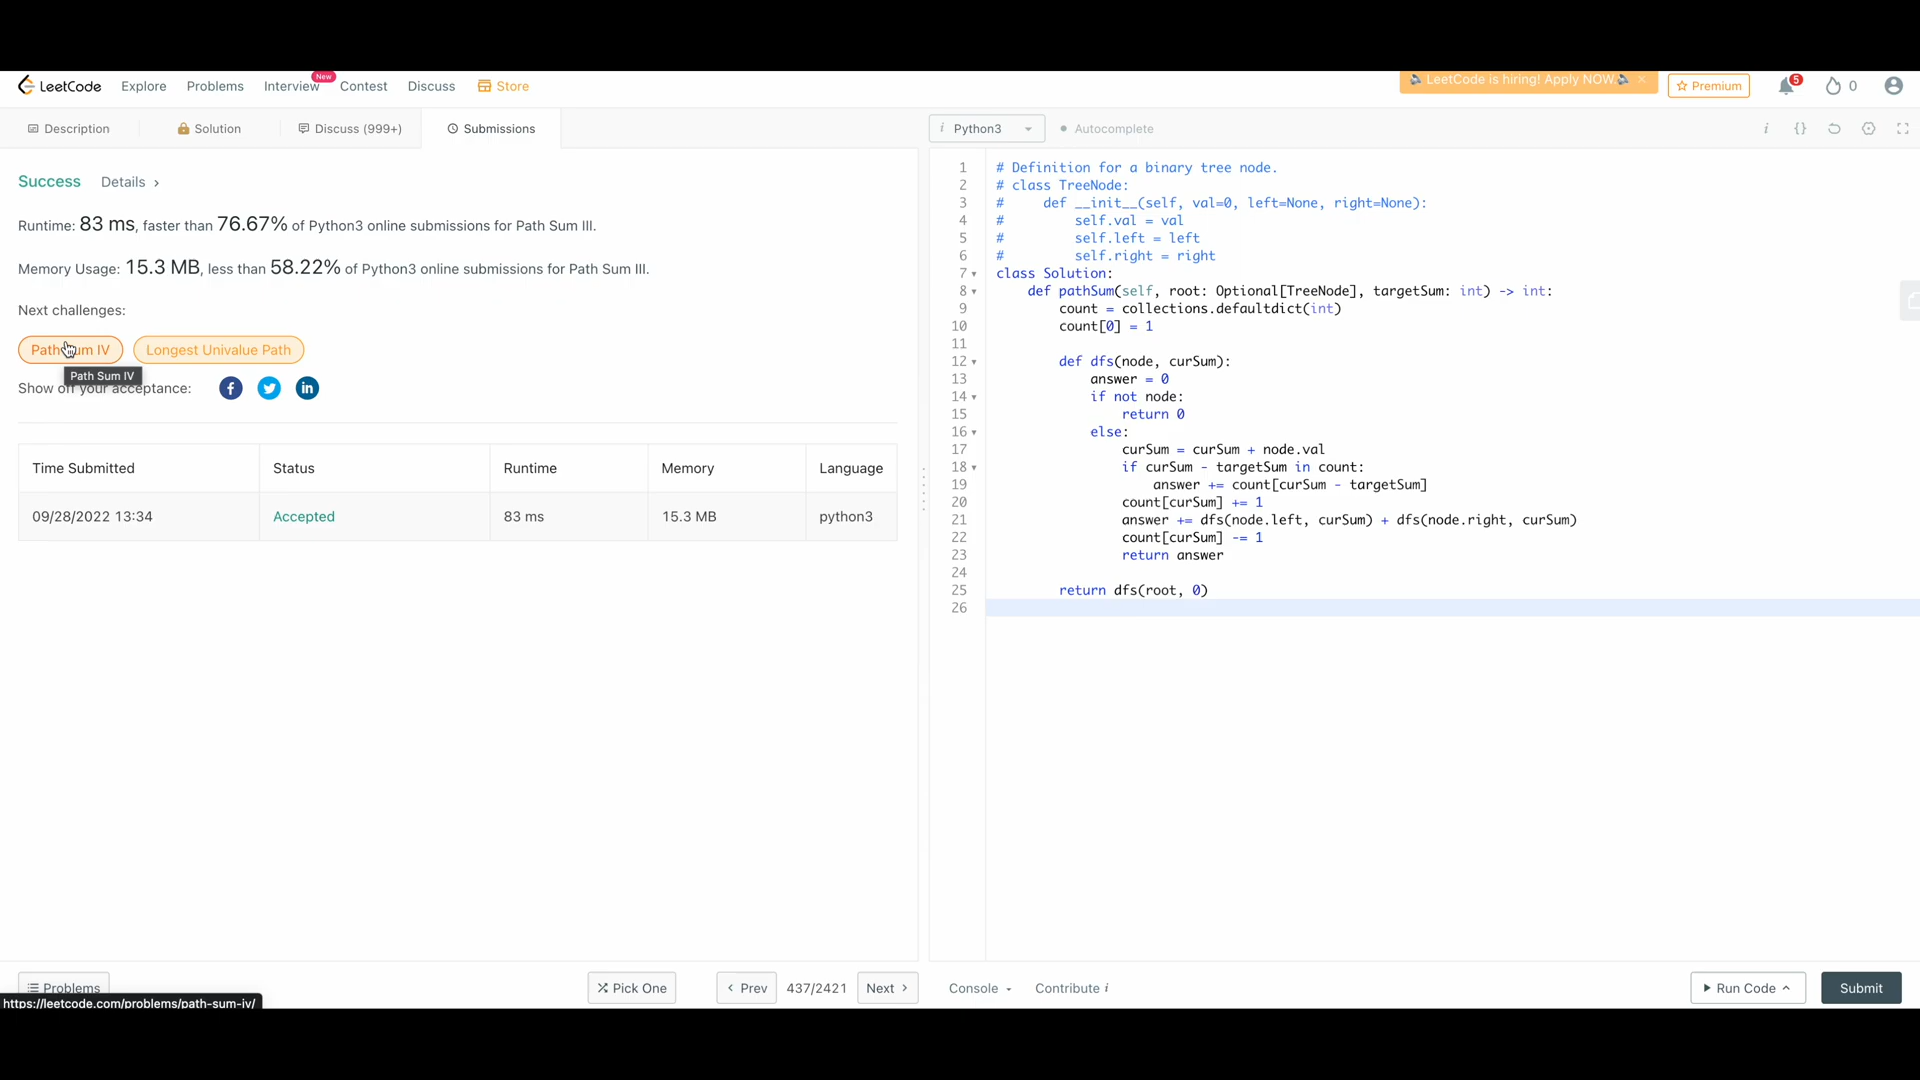 LeetCode Explore Problems Interview New Contest Discuss Store
LeetCode is hiring! Apply NOW. × Premium 5 0
Description Solution Discuss (999+) Submissions
i Python3 Autocomplete
Success Details >
Runtime: 83 ms, faster than 76.67% of Python3 online submissions for Path Sum III.
Memory Usage: 15.3 MB, less than 58.22% of Python3 online submissions for Path Sum III.
Next challenges:
Path Sum IV Longest Univalue Path
Path Sum IV
Show off your acceptance:
Time Submitted Status Runtime Memory Language
09/28/2022 13:34 Accepted 83 ms 15.3 MB python3
1 # Definition for a binary tree node.
2 # class TreeNode:
3 #     def __init__(self, val=0, left=None, right=None):
4 #         self.val = val
5 #         self.left = left
6 #         self.right = right
7 class Solution:
8     def pathSum(self, root: Optional[TreeNode], targetSum: int) -> int:
9         count = collections.defaultdict(int)
10         count[0] = 1
11
12         def dfs(node, curSum):
13             answer = 0
14             if not node:
15                 return 0
16             else:
17                 curSum = curSum + node.val
18                 if curSum - targetSum in count:
19                     answer += count[curSum - targetSum]
20                 count[curSum] += 1
21                 answer += dfs(node.left, curSum) + dfs(node.right, curSum)
22                 count[curSum] -= 1
23                 return answer
24
25         return dfs(root, 0)
26
Problems Pick One < Prev 437/2421 Next > Console Contribute i Run Code Submit
https://leetcode.com/problems/path-sum-iv/